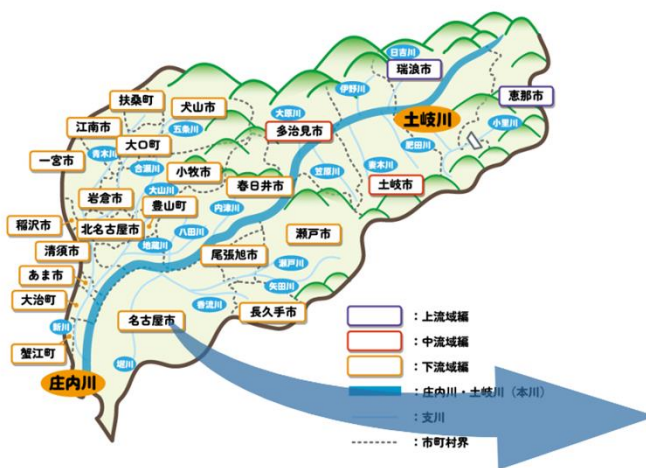 日吉川
瑞浪市
伊野川
恵那市
扶桑町
犬山市
大原川
土岐川
小里川
江南市
五条川
多治見市
大口町
肥田川
一宮市
青木川
合瀬川
小牧市
笠原川
妻木川
大山川
春日井市
土岐市
岩倉市
豊山町
内津川
稲沢市
北名古屋市
八田川
瀬戸市
清須市
地蔵川
尾張旭市
瀬戸川
あま市
矢田川
大治町
香流川
長久手市
新川
名古屋市
蟹江町
堀川
庄内川
:上流域編
:中流域編
:下流域編
:庄内川・土岐川(本川)
:支川
:市町村界